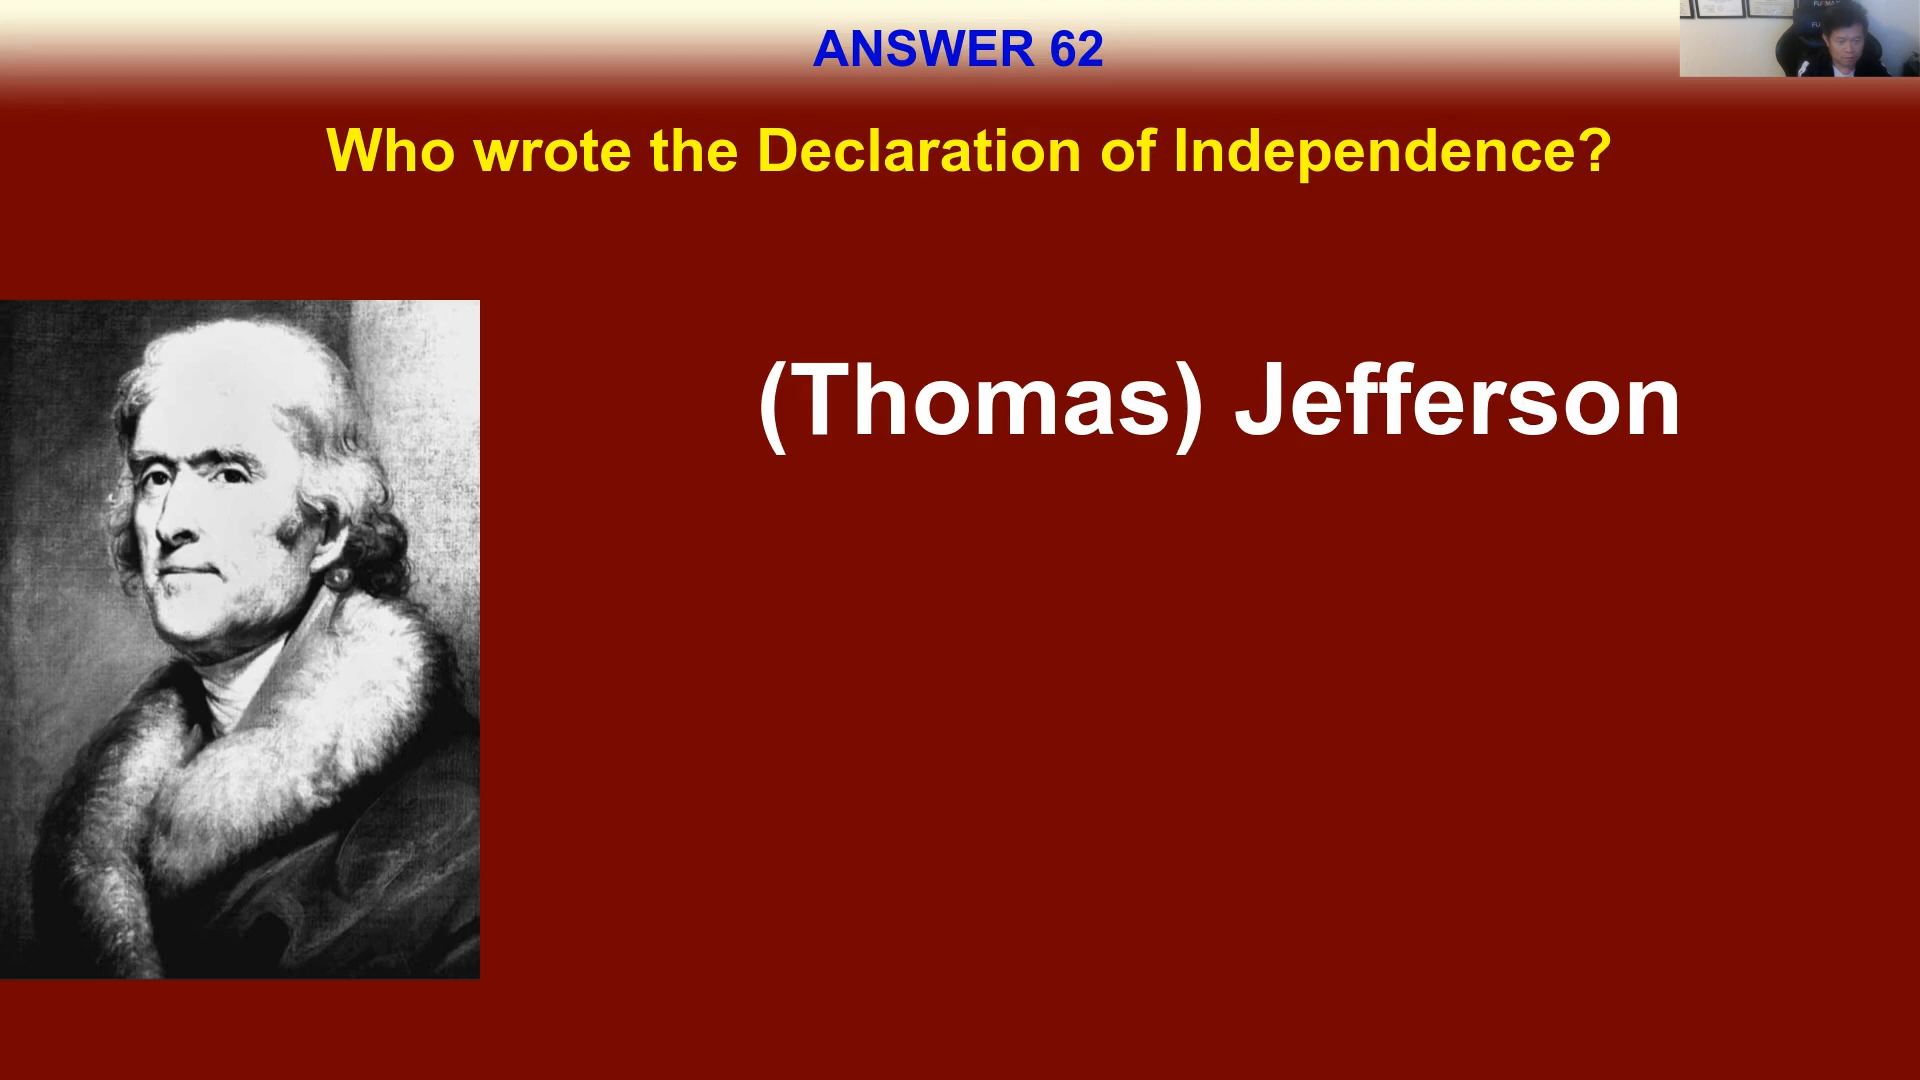 ANSWER 62
Who wrote the Declaration of Independence?
(Thomas) Jefferson